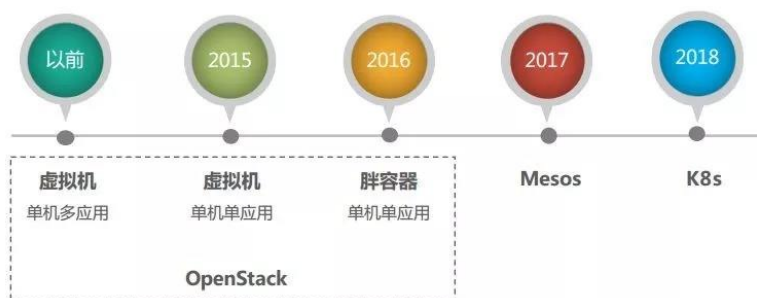 以前
2015
2016
2017
2018
虚拟机
虚拟机
胖容器
Mesos
K8s
单机多应用
单机单应用
单机单应用
OpenStack